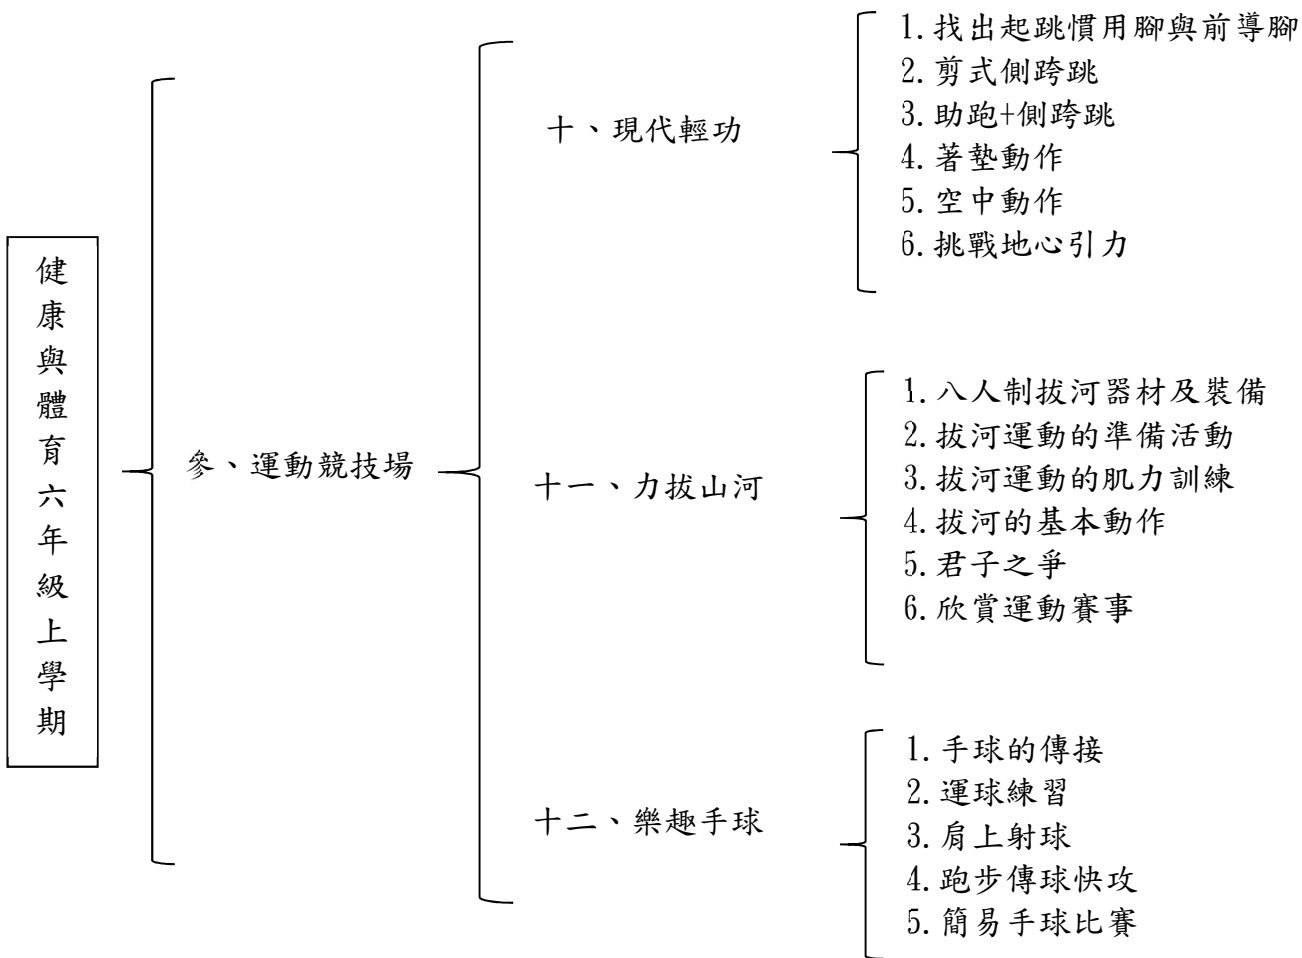 健康與體育六年級上學期
參、運動競技場
十、現代輕功
1.找出起跳慣用腳與前導腳
2.剪式側跨跳
3.助跑+側跨跳
4.著墊動作
5.空中動作
6.挑戰地心引力
十一、力拔山河
1.八人制拔河器材及裝備
2.拔河運動的準備活動
3.拔河運動的肌力訓練
4.拔河的基本動作
5.君子之爭
6.欣賞運動賽事
十二、樂趣手球
1.手球的傳接
2.運球練習
3.肩上射球
4.跑步傳球快攻
5.簡易手球比賽